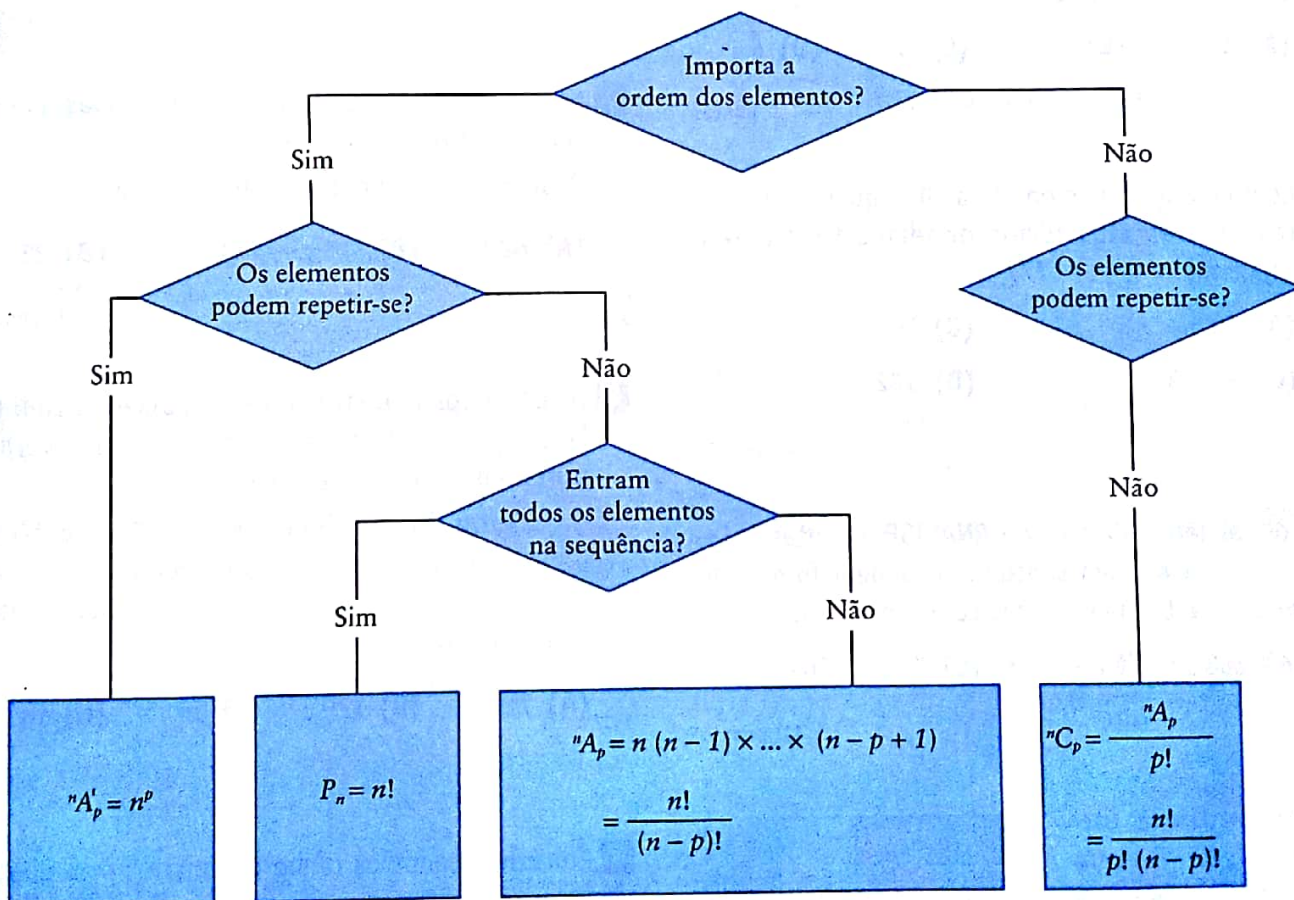 Importa a
ordem dos elementos?
Sim
Não
Os elementos
podem repetir-se?
Os elementos
podem repetir-se?
Sim
Não
Não
Entram
todos os elementos
na sequência?
Sim
Não
ⁿA'ₚ = nᵖ
Pₙ = n!
ⁿAₚ = n (n − 1) × ... × (n − p + 1)
= n! / (n − p)!
ⁿCₚ = ⁿAₚ / p!
= n! / p! (n − p)!